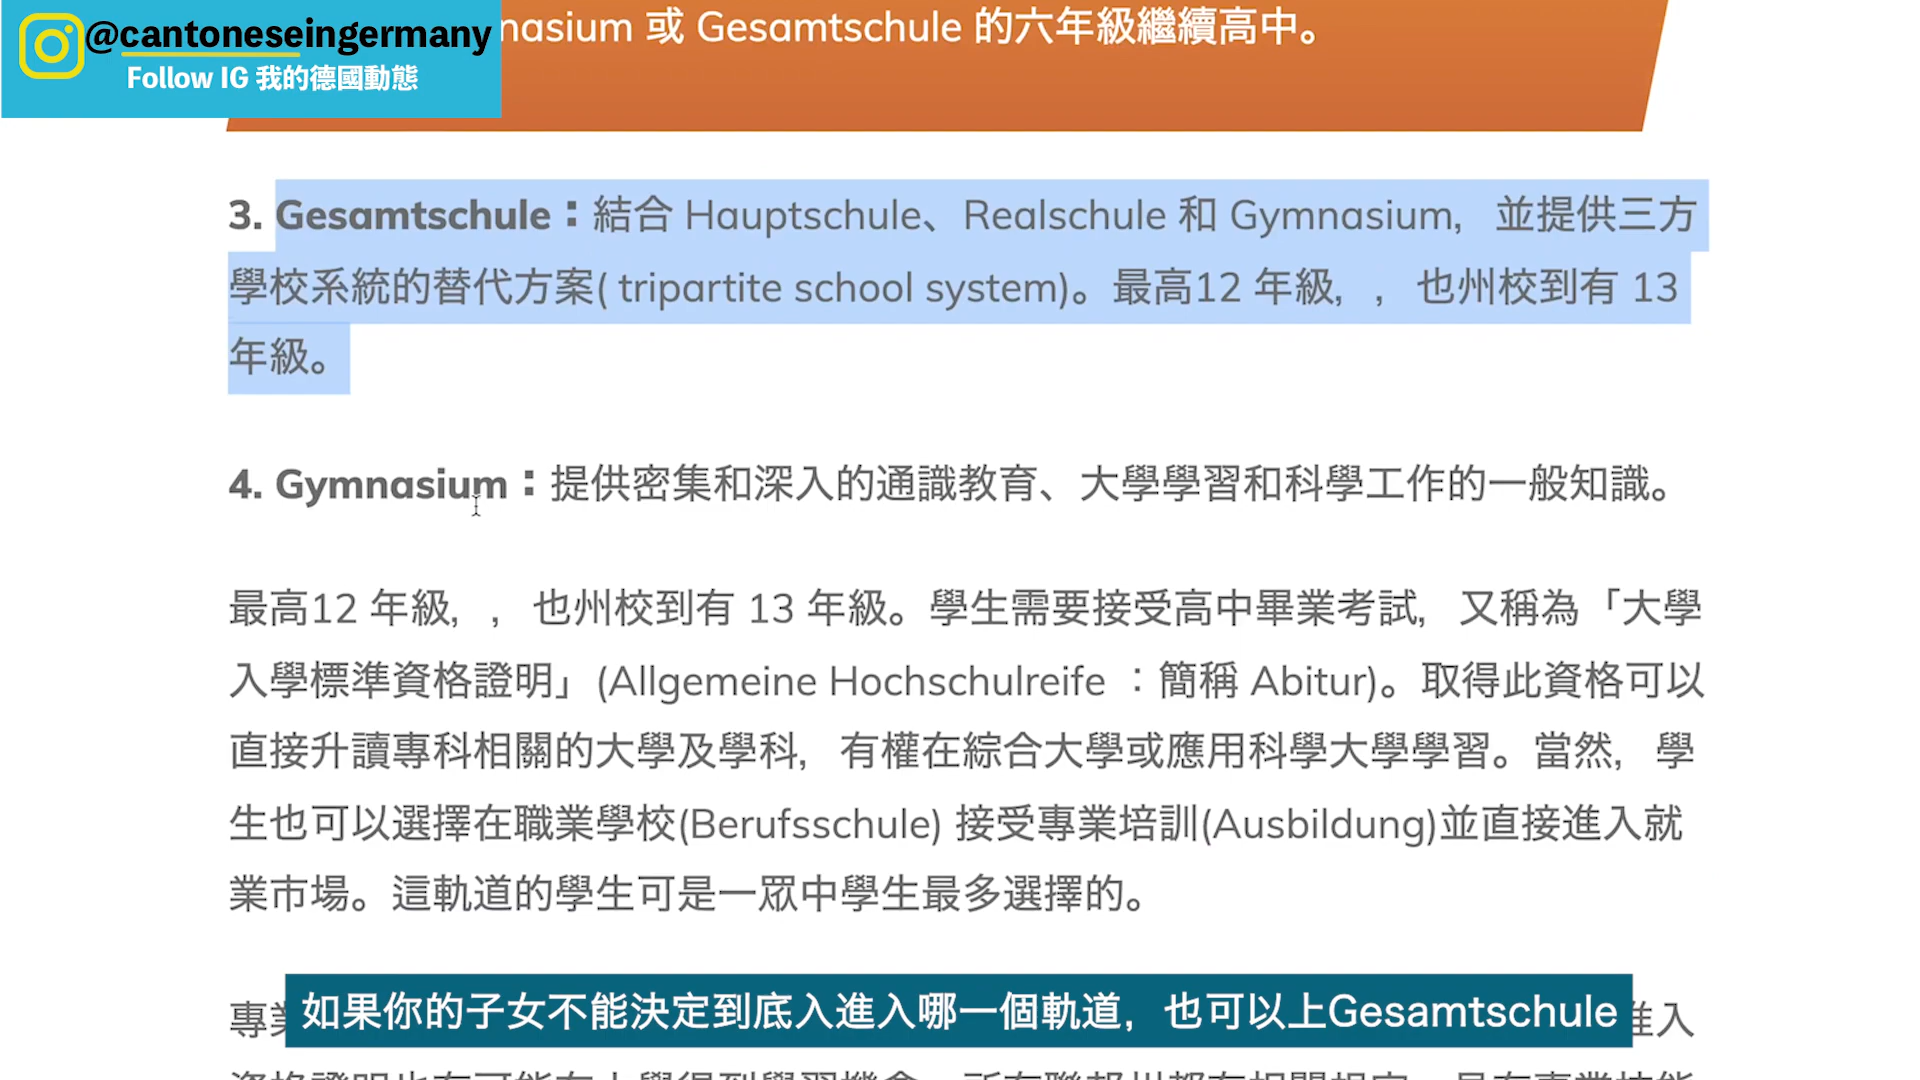 @cantoneseingermany
Follow IG 我的德國動態
nasium 或 Gesamtschule 的六年級繼續高中。
3. Gesamtschule：結合 Hauptschule、Realschule 和 Gymnasium，並提供三方
學校系統的替代方案( tripartite school system)。最高12 年級，，也州校到有 13
年級。
4. Gymnasium：提供密集和深入的通識教育、大學學習和科學工作的一般知識。
最高12 年級，，也州校到有 13 年級。學生需要接受高中畢業考試，又稱為「大學
入學標準資格證明」(Allgemeine Hochschulreife ：簡稱 Abitur)。取得此資格可以
直接升讀專科相關的大學及學科，有權在綜合大學或應用科學大學學習。當然，學
生也可以選擇在職業學校(Berufsschule) 接受專業培訓(Ausbildung)並直接進入就
業市場。這軌道的學生可是一眾中學生最多選擇的。
專 進入
如果你的子女不能決定到底入進入哪一個軌道，也可以上Gesamtschule